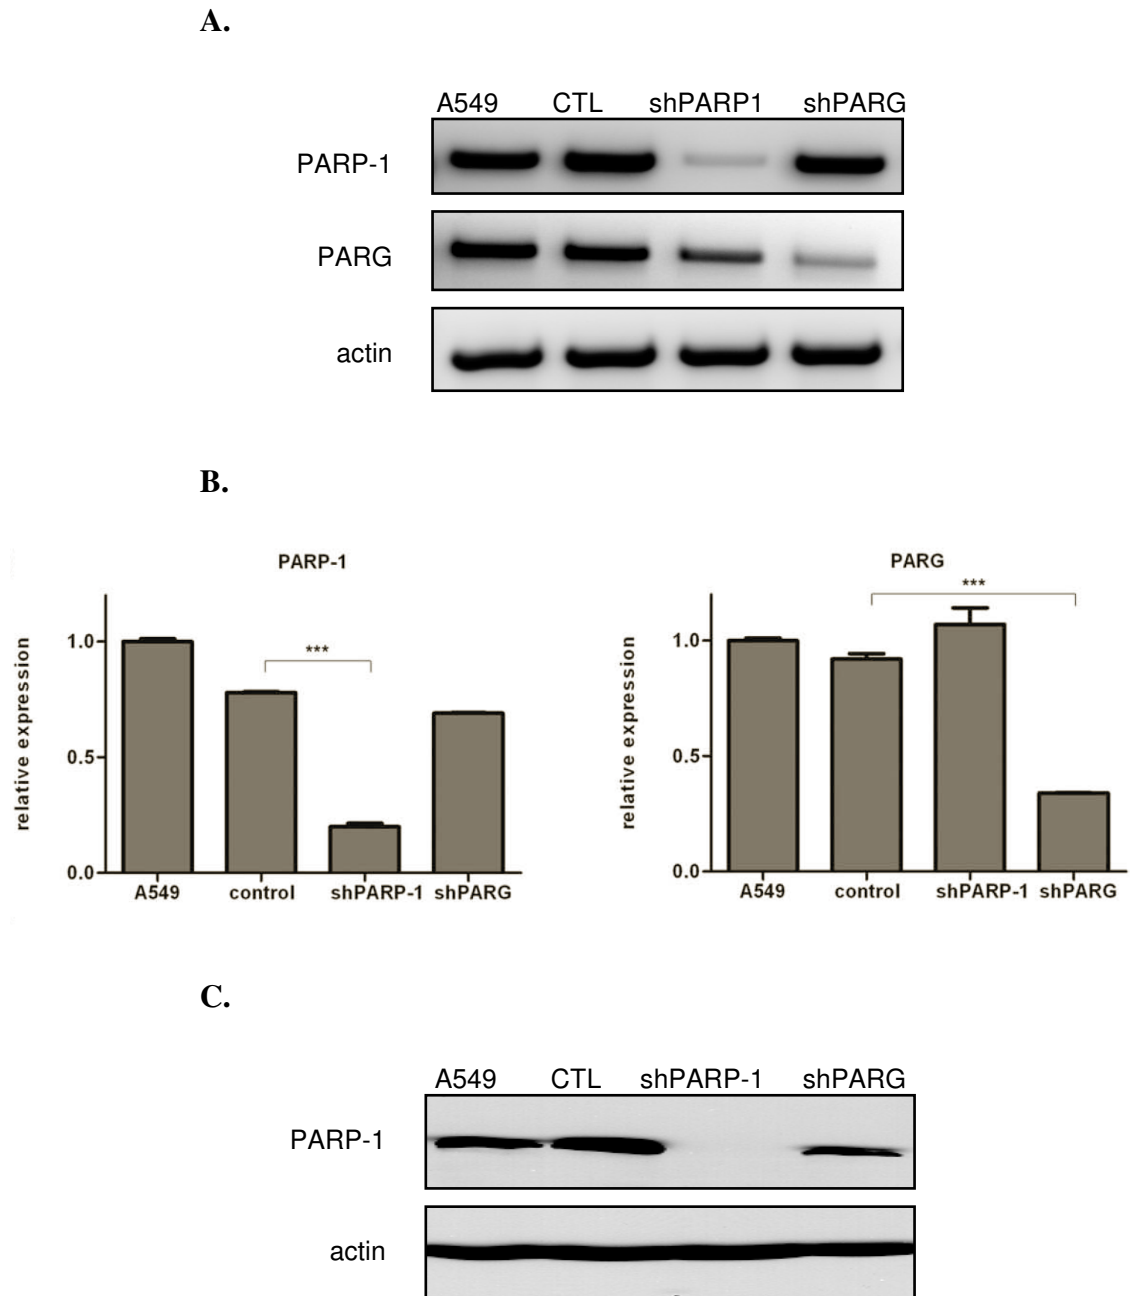 A.
A549 CTL shPARP1 shPARG
PARP-1
PARG
actin
B.
PARP-1
PARG
***
***
relative expression
1.0
0.5
0.0
A549 control shPARP-1 shPARG
relative expression
1.0
0.5
0.0
A549 control shPARP-1 shPARG
C.
A549 CTL shPARP-1 shPARG
PARP-1
actin